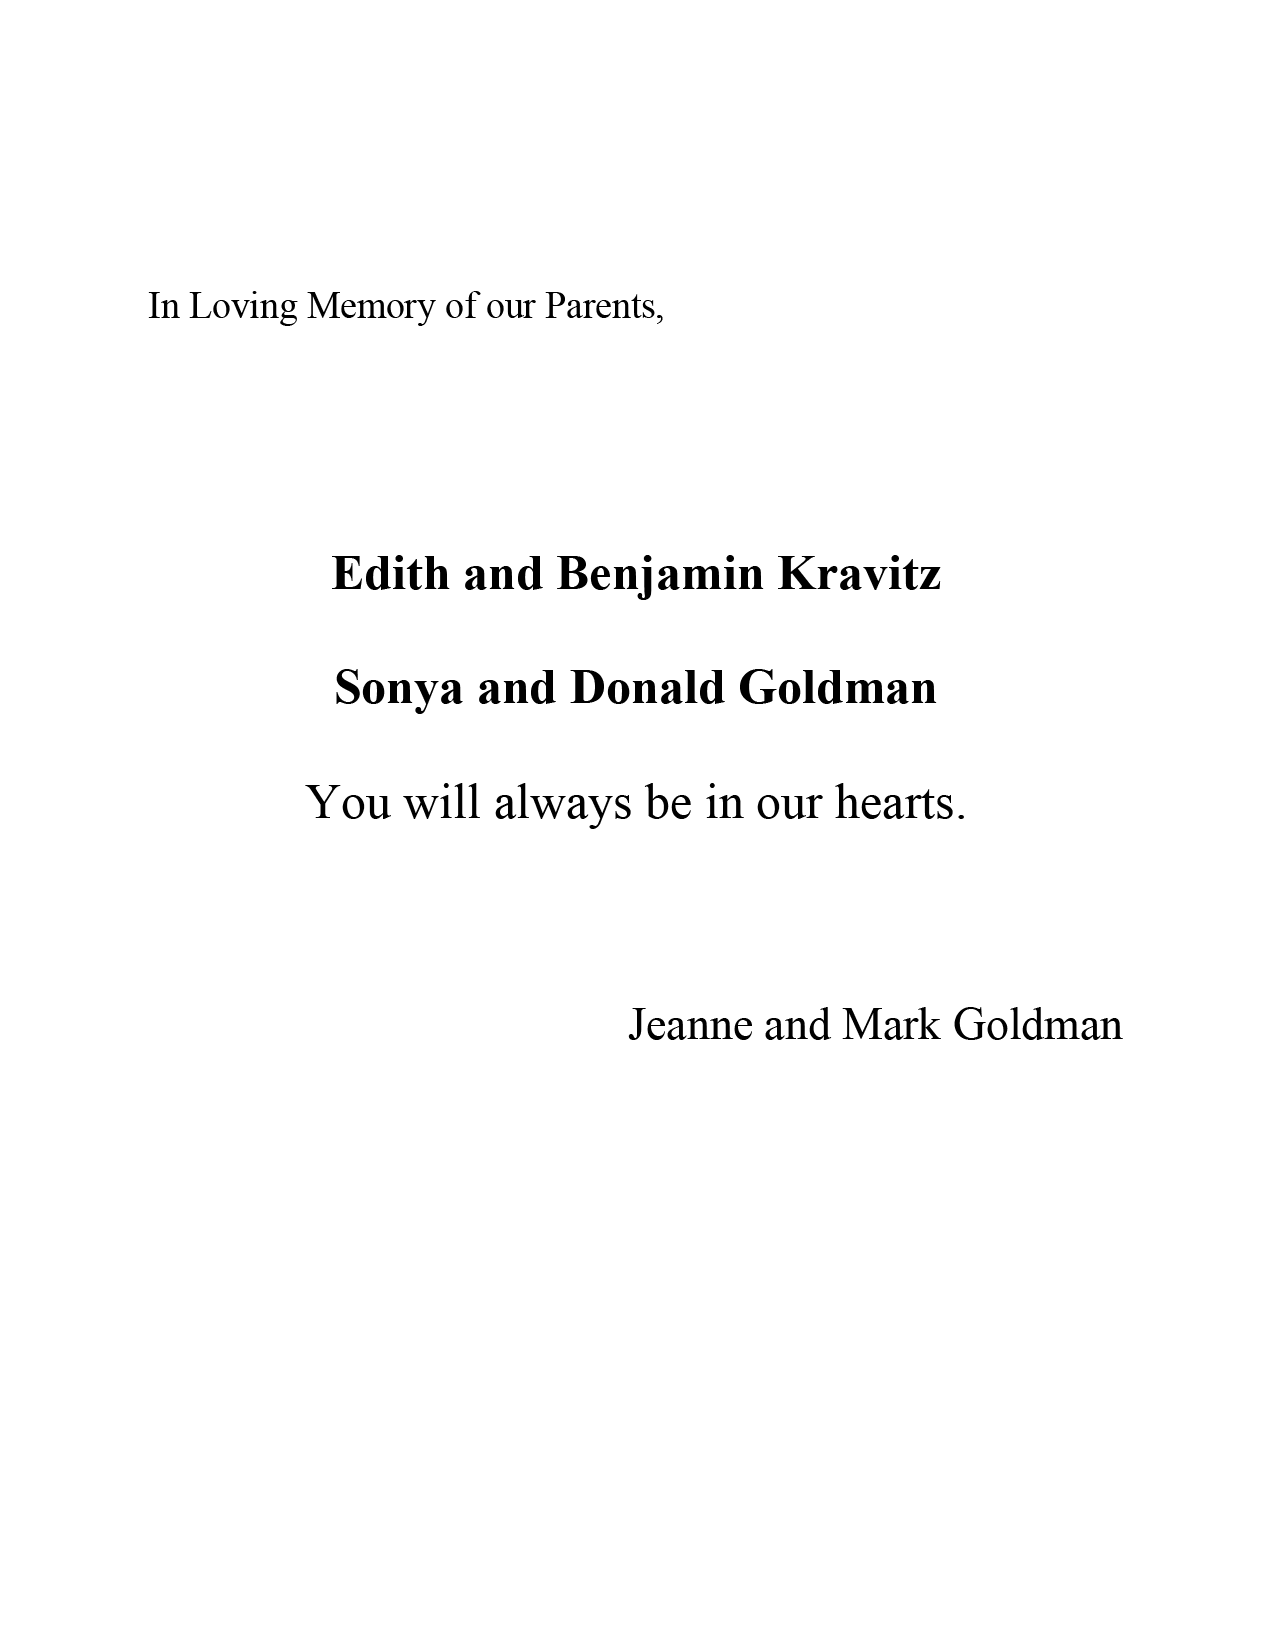 In Loving Memory of our Parents,
Edith and Benjamin Kravitz
Sonya and Donald Goldman
You will always be in our hearts.
Jeanne and Mark Goldman